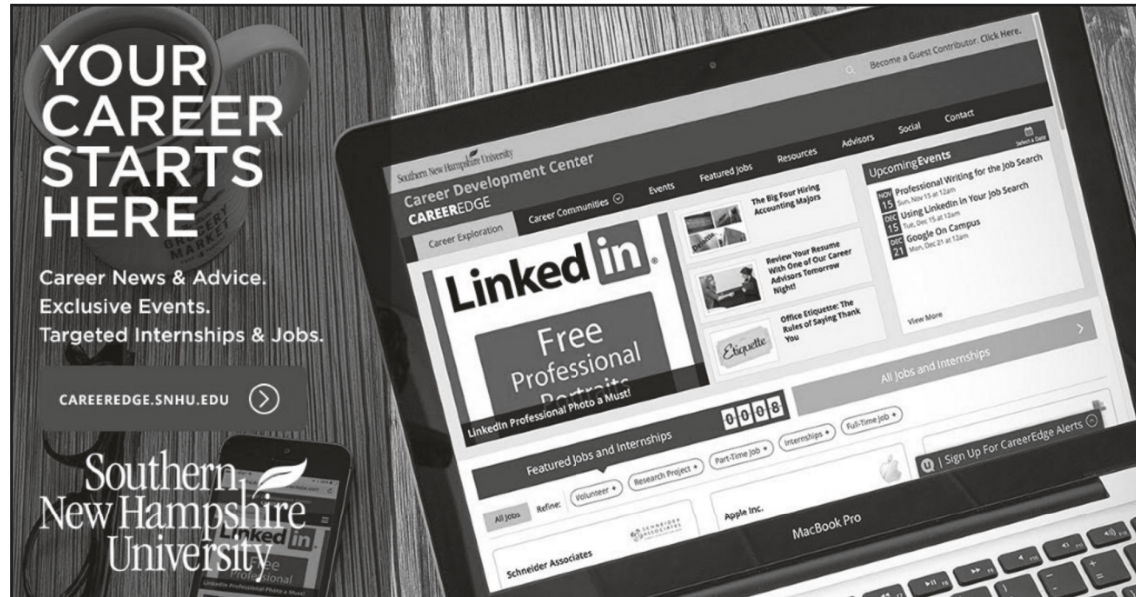 YOUR
CAREER
STARTS
HERE
Career News & Advice.
Exclusive Events.
Targeted Internships & Jobs.
CAREEREDGE.SNHU.EDU
Southern
New Hampshire
University
Become a Guest Contributor. Click Here.
Southern New Hampshire University
Career Development Center
CAREEREDGE
Career Exploration
Career Communities
Events
Featured Jobs
Resources
Advisors
Social
Contact
LinkedIn
Free
Professional
Portraits
LinkedIn Professional Photo a Must!
The Big Four Hiring
Accounting Majors
Review Your Resume
With One of Our Career
Advisors Tomorrow
Night!
Etiquette
Office Etiquette: The
Rules of Saying Thank
You
Upcoming Events
Select a Date
NOV
15
Professional Writing for the Job Search
Sun, Nov 15 at 12am
DEC
15
Using LinkedIn in Your Job Search
Tue, Dec 15 at 12am
DEC
21
Google On Campus
Mon, Dec 21 at 12am
View More
Featured Jobs and Internships
0008
All Jobs and Internships
All Jobs
Refine:
Volunteer +
Research Project +
Part-Time Job +
Internships +
Full-Time Job +
SCHNEIDER
ASSOCIATES
Schneider Associates
Apple Inc.
Sign Up For CareerEdge Alerts
MacBook Pro
Linked in
Free
LinkedIn Professional Photo a Must!